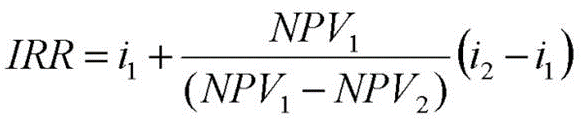 IRR = i₁ + NPV₁ / (NPV₁ − NPV₂) (i₂ − i₁)